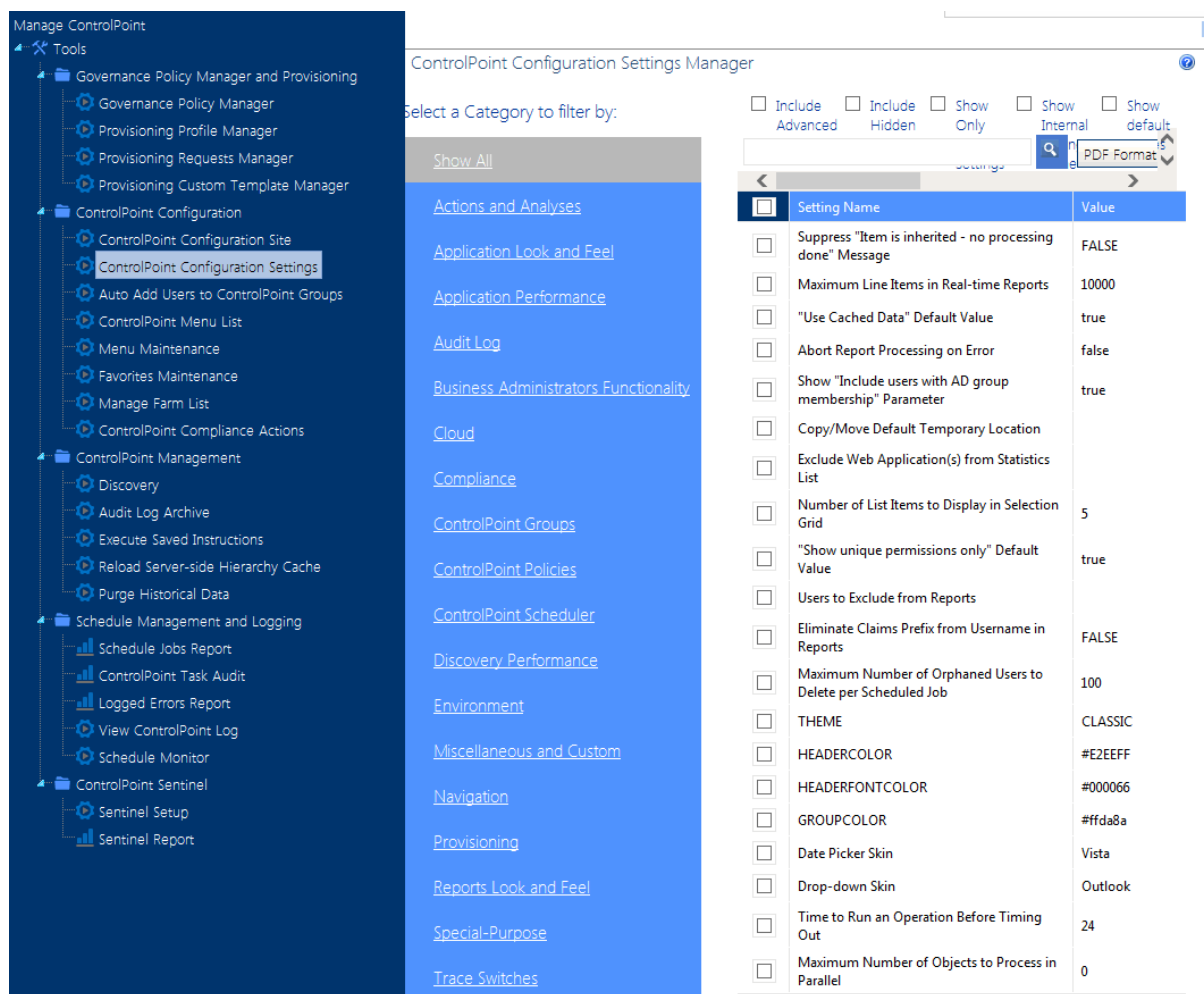 Manage ControlPoint
Tools
Governance Policy Manager and Provisioning
Governance Policy Manager
Provisioning Profile Manager
Provisioning Requests Manager
Provisioning Custom Template Manager
ControlPoint Configuration
ControlPoint Configuration Site
ControlPoint Configuration Settings
Auto Add Users to ControlPoint Groups
ControlPoint Menu List
Menu Maintenance
Favorites Maintenance
Manage Farm List
ControlPoint Compliance Actions
ControlPoint Management
Discovery
Audit Log Archive
Execute Saved Instructions
Reload Server-side Hierarchy Cache
Purge Historical Data
Schedule Management and Logging
Schedule Jobs Report
ControlPoint Task Audit
Logged Errors Report
View ControlPoint Log
Schedule Monitor
ControlPoint Sentinel
Sentinel Setup
Sentinel Report
ControlPoint Configuration Settings Manager
Select a Category to filter by:
Show All
Actions and Analyses
Application Look and Feel
Application Performance
Audit Log
Business Administrators Functionality
Cloud
Compliance
ControlPoint Groups
ControlPoint Policies
ControlPoint Scheduler
Discovery Performance
Environment
Miscellaneous and Custom
Navigation
Provisioning
Reports Look and Feel
Special-Purpose
Trace Switches
Include Include Show Show Show
Advanced Hidden Only Internal default
PDF Format
Setting Name Value
Suppress "Item is inherited - no processing
done" Message FALSE
Maximum Line Items in Real-time Reports 10000
"Use Cached Data" Default Value true
Abort Report Processing on Error false
Show "Include users with AD group
membership" Parameter true
Copy/Move Default Temporary Location
Exclude Web Application(s) from Statistics
List
Number of List Items to Display in Selection
Grid 5
"Show unique permissions only" Default
Value true
Users to Exclude from Reports
Eliminate Claims Prefix from Username in
Reports FALSE
Maximum Number of Orphaned Users to
Delete per Scheduled Job 100
THEME CLASSIC
HEADERCOLOR #E2EEFF
HEADERFONTCOLOR #000066
GROUPCOLOR #ffda8a
Date Picker Skin Vista
Drop-down Skin Outlook
Time to Run an Operation Before Timing
Out 24
Maximum Number of Objects to Process in
Parallel 0